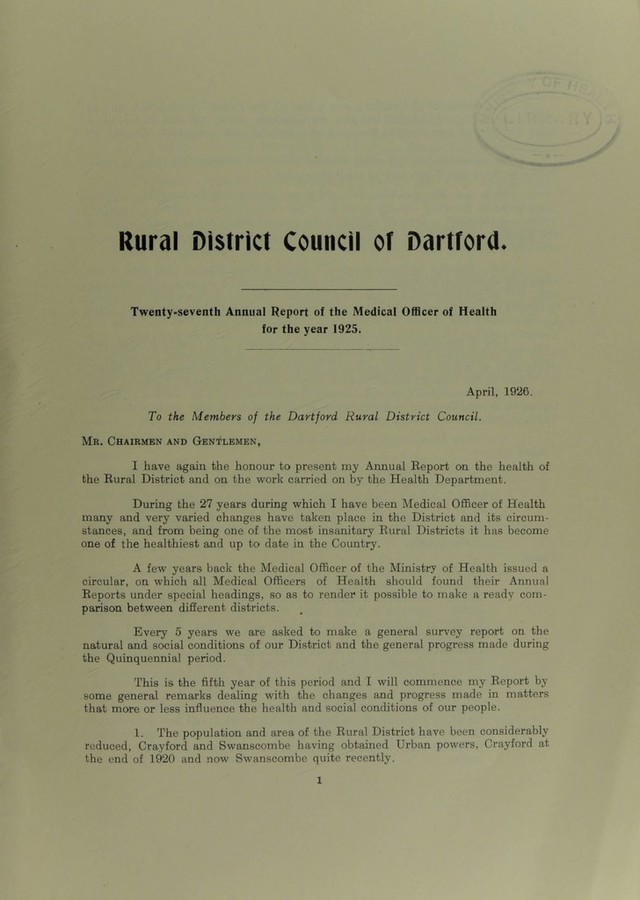 MINISTRY OF HEALTH
LIBRARY
Rural District Council of Dartford.
Twenty-seventh Annual Report of the Medical Officer of Health
for the year 1925.
April, 1926.
To the Members of the Dartford Rural District Council.
Mr. Chairmen and Gentlemen,
I have again the honour to present my Annual Report on the health of
the Rural District and on the work carried on by the Health Department.
During the 27 years during which I have been Medical Officer of Health
many and very varied changes have taken place in the District and its circum-
stances, and from being one of the most insanitary Rural Districts it has become
one of the healthiest and up to date in the Country.
A few years back the Medical Officer of the Ministry of Health issued a
circular, on which all Medical Officers of Health should found their Annual
Reports under special headings, so as to render it possible to make a ready com-
parison between different districts.
Every 5 years we are asked to make a general survey report on the
natural and social conditions of our District and the general progress made during
the Quinquennial period.
This is the fifth year of this period and I will commence my Report by
some general remarks dealing with the changes and progress made in matters
that more or less influence the health and social conditions of our people.
1. The population and area of the Rural District have been considerably
reduced, Crayford and Swanscombe having obtained Urban powers, Crayford at
the end of 1920 and now Swanscombe quite recently.
1